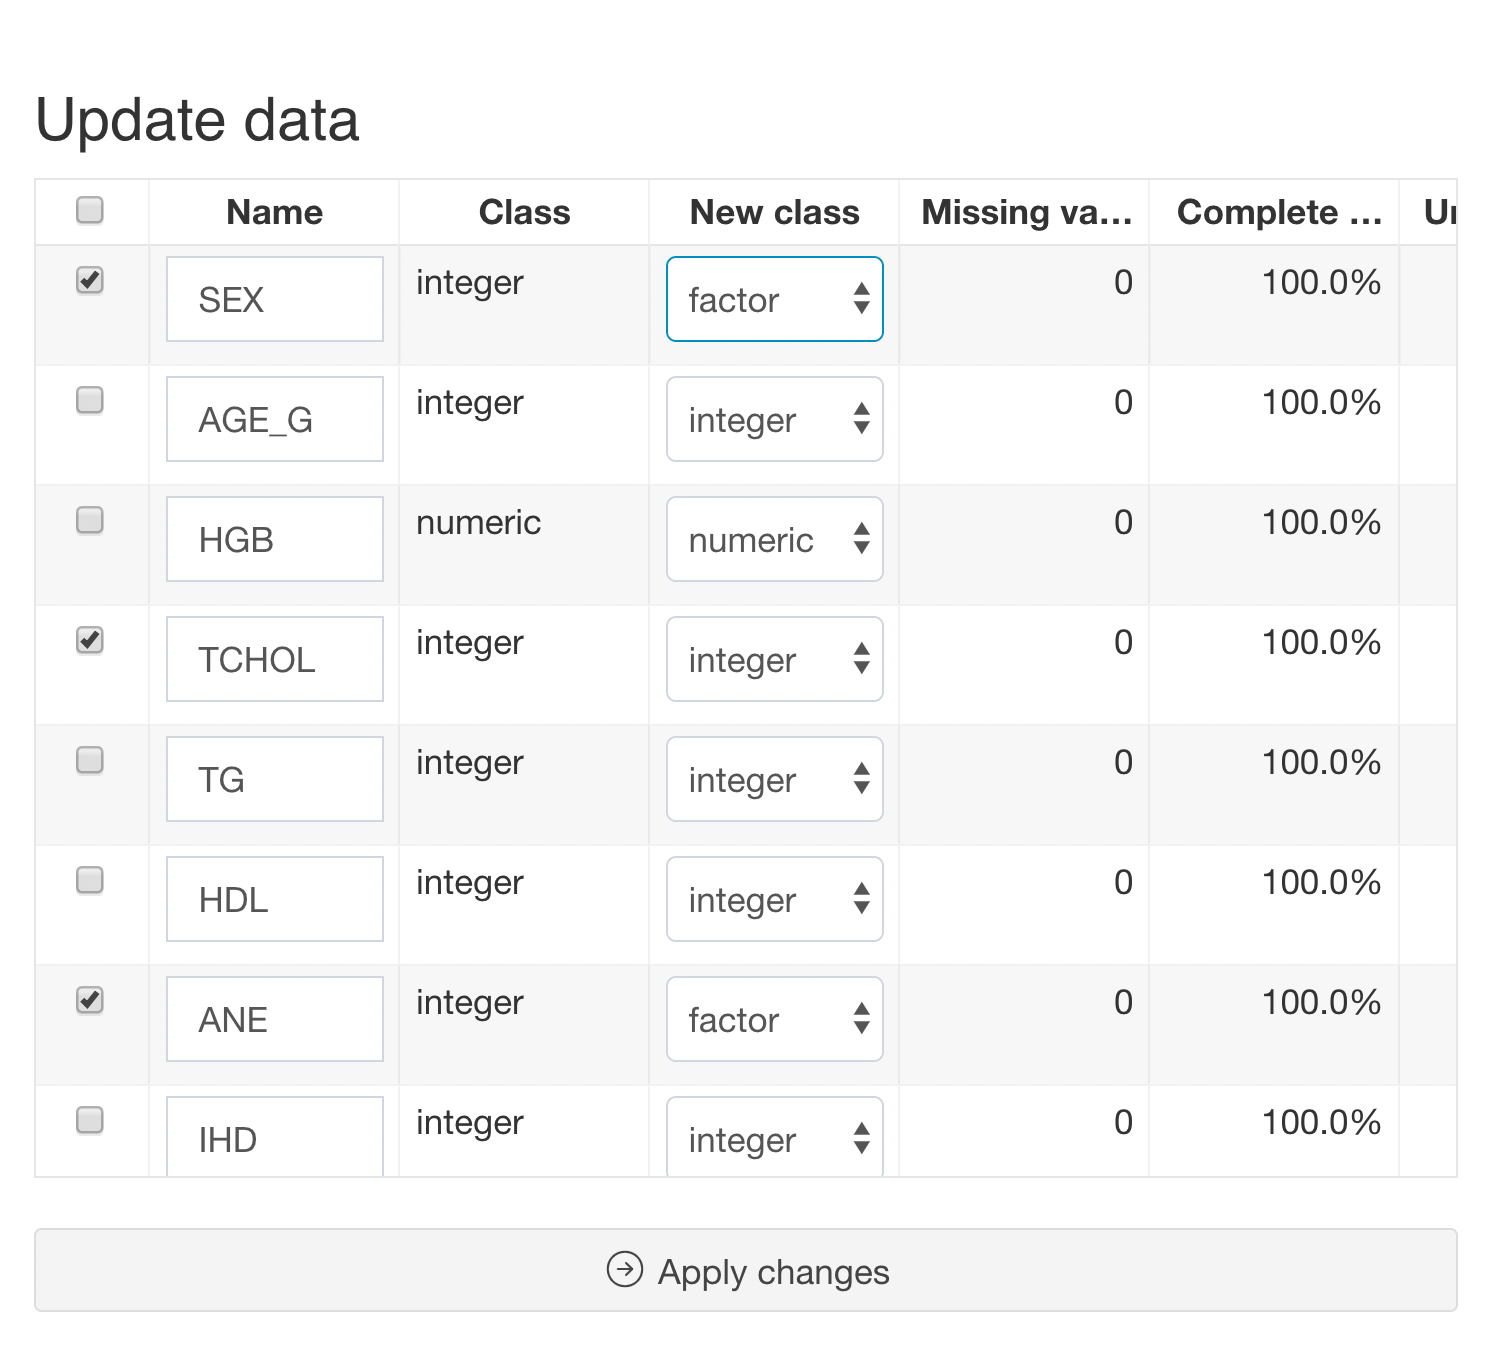 Update data
Name Class New class Missing va... Complete ... Ur
SEX integer factor 0 100.0%
AGE_G integer integer 0 100.0%
HGB numeric numeric 0 100.0%
TCHOL integer integer 0 100.0%
TG integer integer 0 100.0%
HDL integer integer 0 100.0%
ANE integer factor 0 100.0%
IHD integer integer 0 100.0%
Apply changes